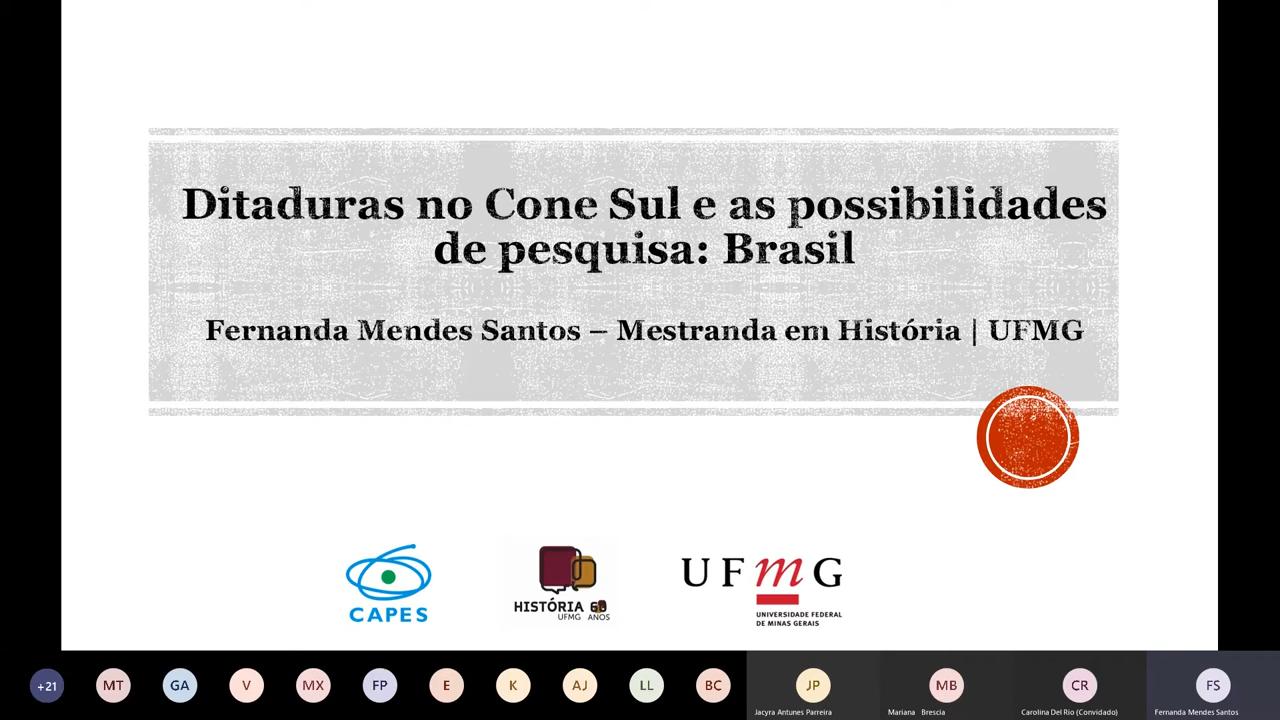 Ditaduras no Cone Sul e as possibilidades
de pesquisa: Brasil
Fernanda Mendes Santos – Mestranda em História | UFMG
CAPES
HISTÓRIA 60
UFMG ANOS
UFMG
UNIVERSIDADE FEDERAL
DE MINAS GERAIS
+21
MT
GA
V
MX
FP
E
K
AJ
LL
BC
JP
MB
CR
FS
Jacyra Antunes Parreira
Mariana Brescia
Carolina Del Rio (Convidado)
Fernanda Mendes Santos